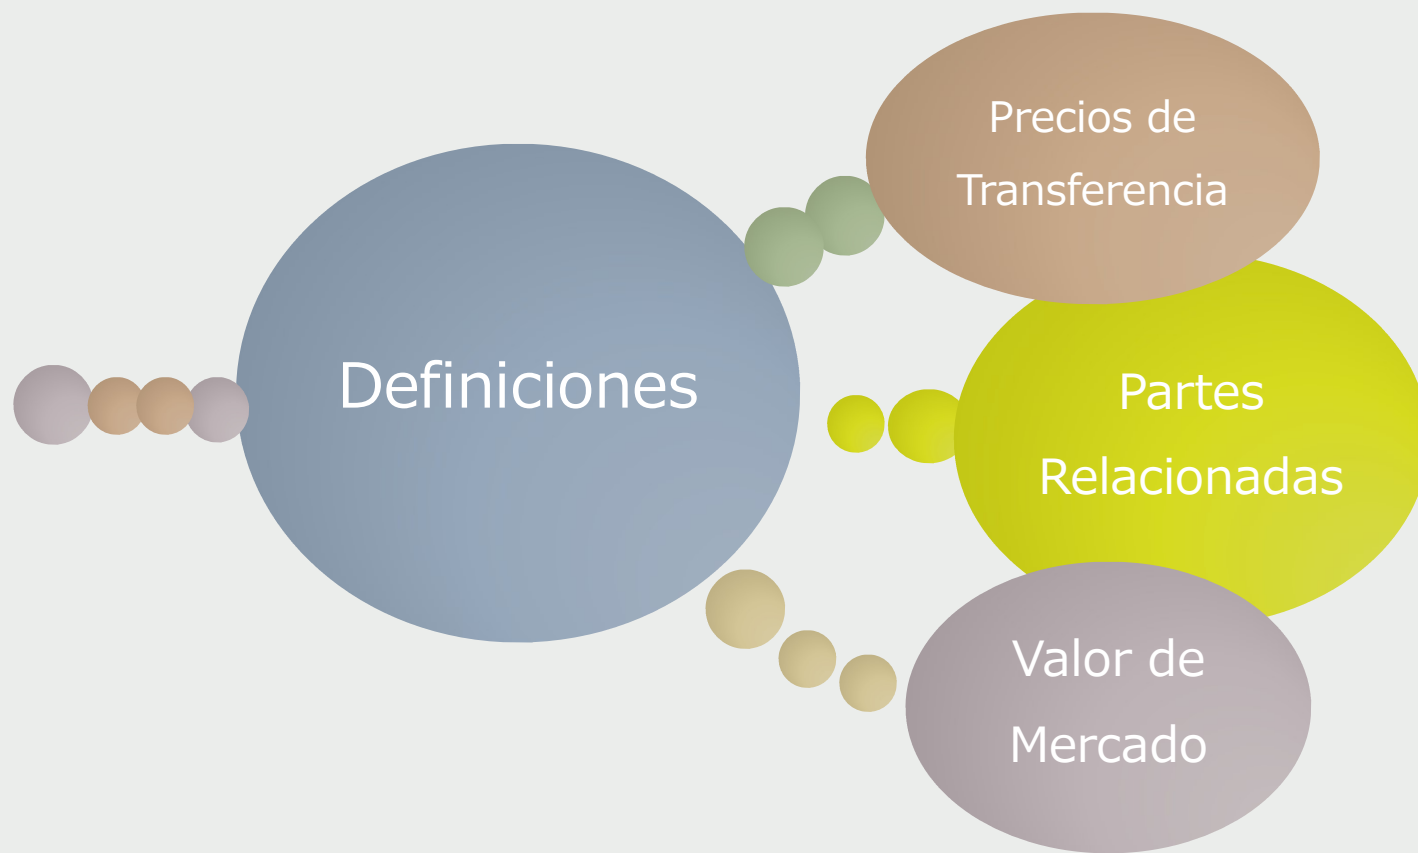 Definiciones
Precios de
Transferencia
Partes
Relacionadas
Valor de
Mercado